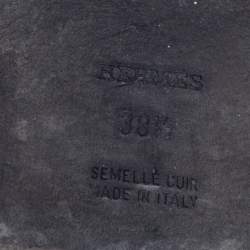 HERMES
38½
SEMELLE CUIR
MADE IN ITALY